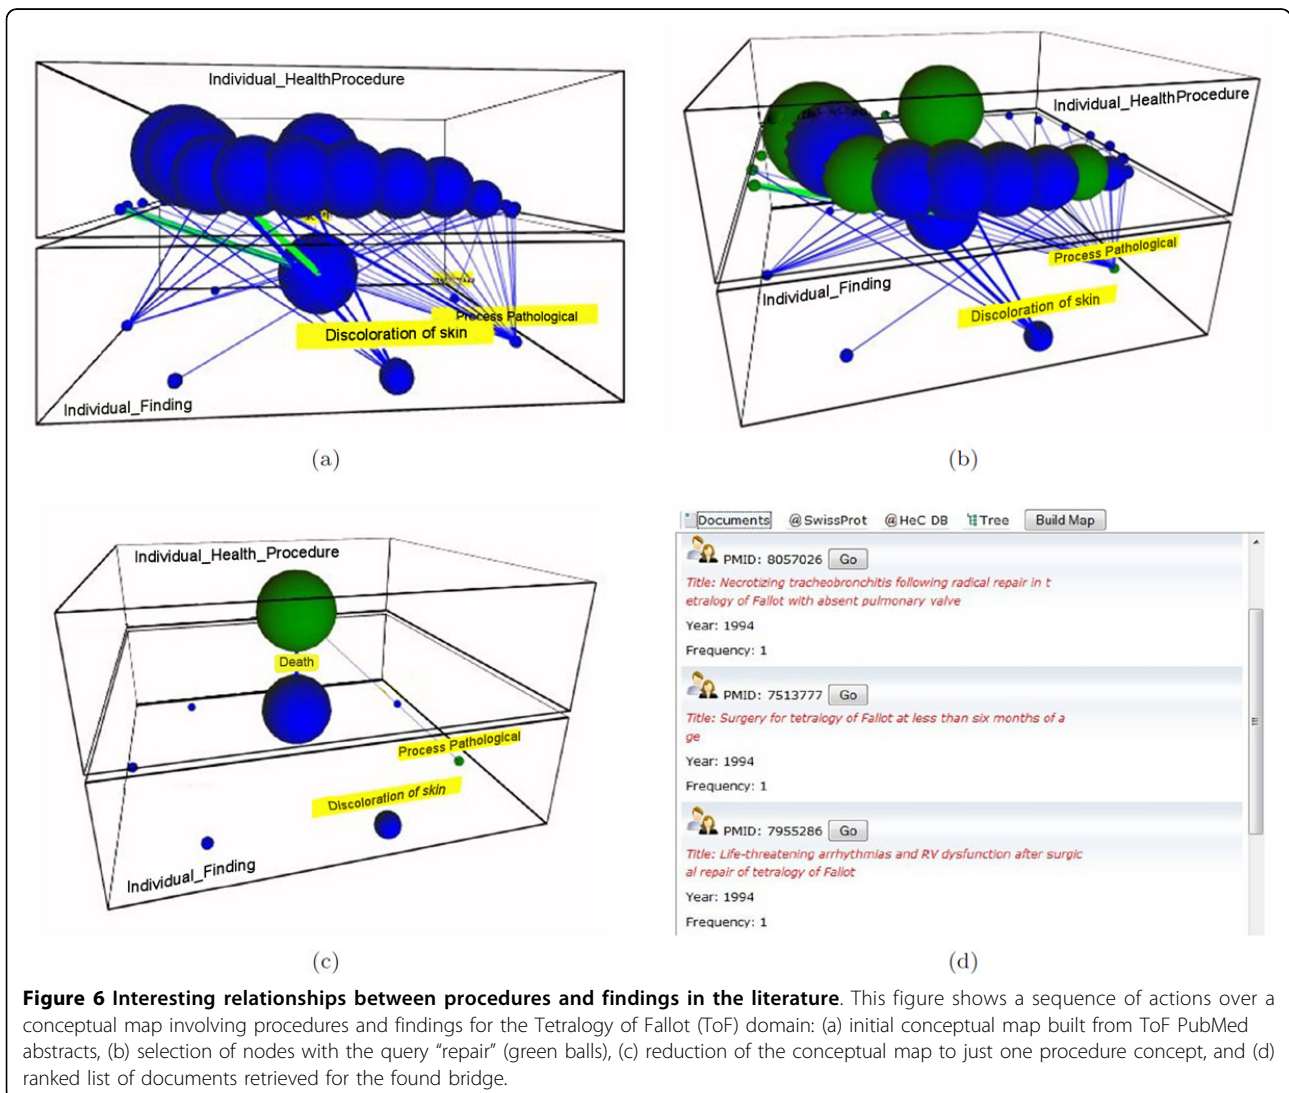 Individual_HealthProcedure
Process Pathological
Discoloration of skin
Individual_Finding
(a)
Individual_HealthProcedure
Process Pathological
Individual_Finding
Discoloration of skin
(b)
Individual_Health_Procedure
Death
Process Pathological
Discoloration of skin
Individual_Finding
(c)
Documents @SwissProt @HeC DB Tree Build Map
PMID: 8057026 Go
Title: Necrotizing tracheobronchitis following radical repair in t
etralogy of Fallot with absent pulmonary valve
Year: 1994
Frequency: 1
PMID: 7513777 Go
Title: Surgery for tetralogy of Fallot at less than six months of a
ge
Year: 1994
Frequency: 1
PMID: 7955286 Go
Title: Life-threatening arrhythmias and RV dysfunction after surgic
al repair of tetralogy of Fallot
Year: 1994
Frequency: 1
(d)
Figure 6 Interesting relationships between procedures and findings in the literature. This figure shows a sequence of actions over a
conceptual map involving procedures and findings for the Tetralogy of Fallot (ToF) domain: (a) initial conceptual map built from ToF PubMed
abstracts, (b) selection of nodes with the query “repair” (green balls), (c) reduction of the conceptual map to just one procedure concept, and (d)
ranked list of documents retrieved for the found bridge.